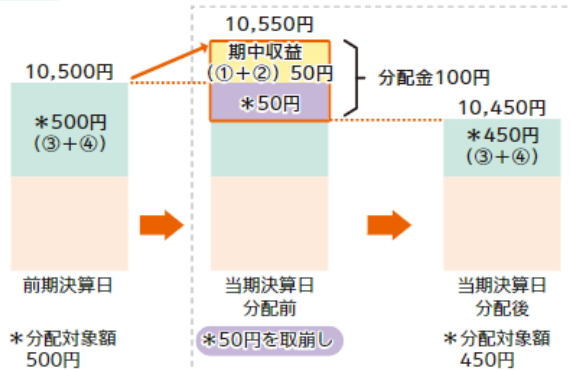 10,550円
期中収益
(①+②) 50円
*50円
分配金100円
10,500円
*500円
(③+④)
10,450円
*450円
(③+④)
前期決算日
当期決算日
分配前
当期決算日
分配後
*分配対象額
500円
*50円を取崩し
*分配対象額
450円